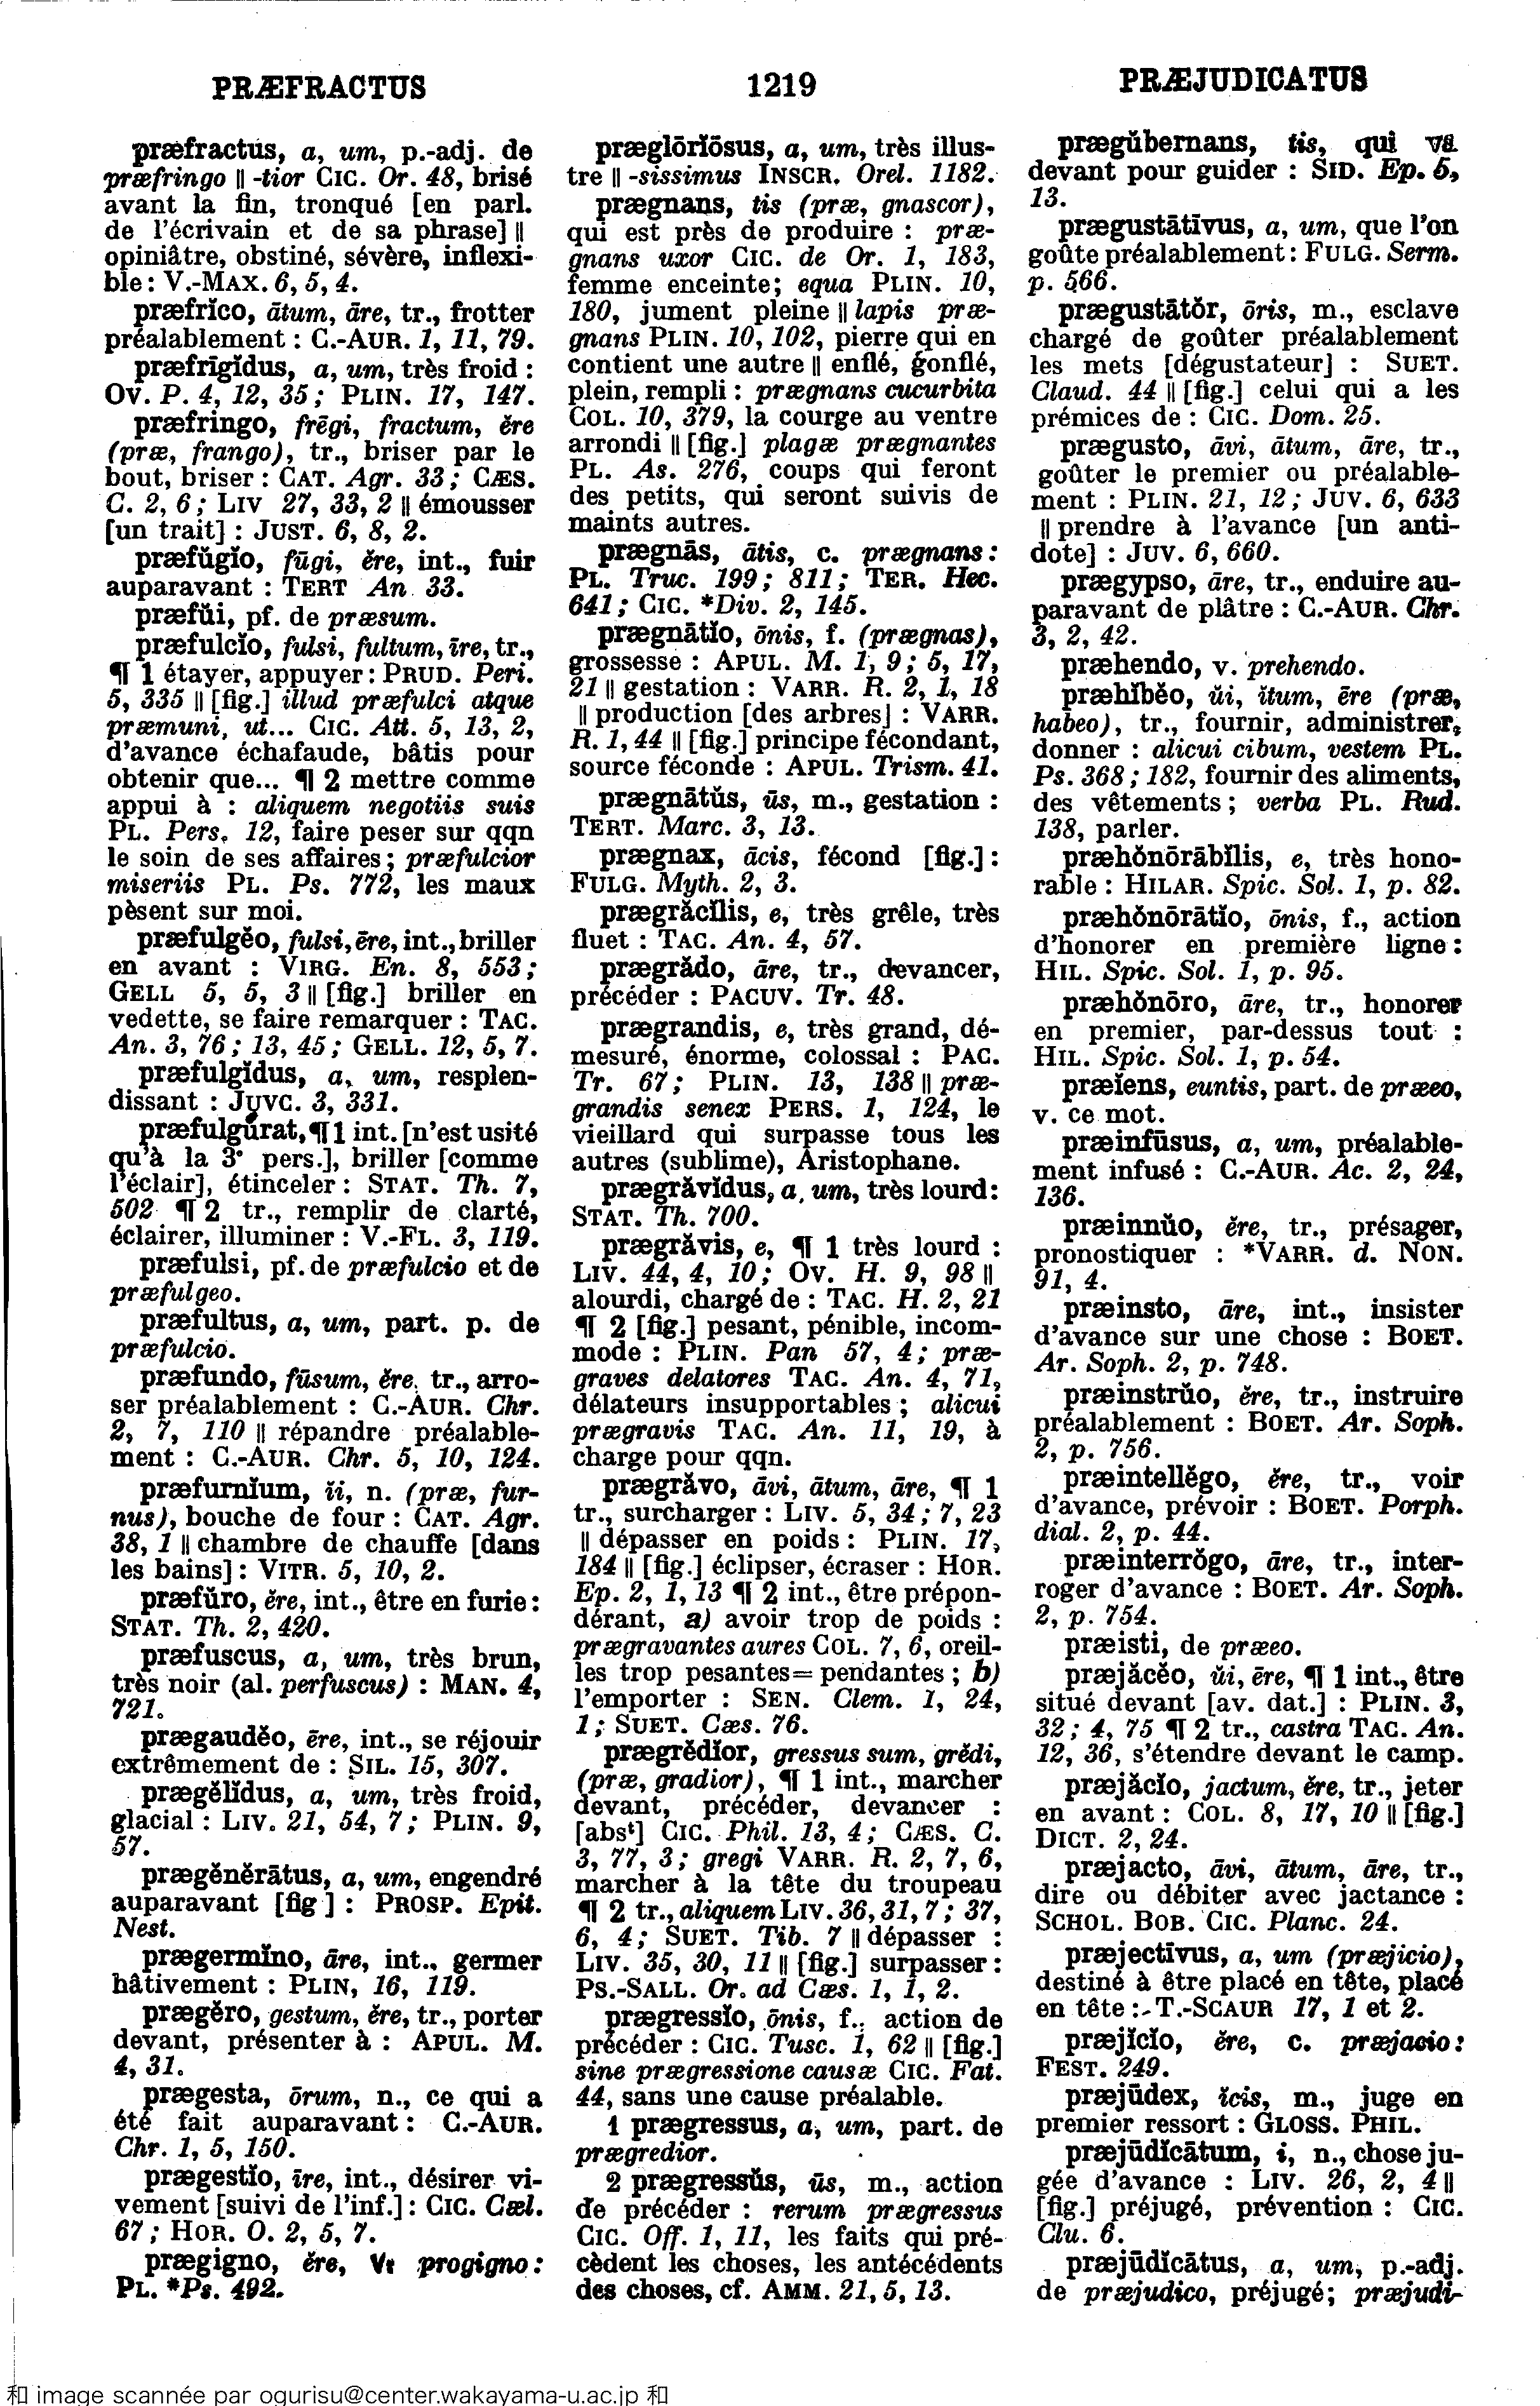 PRÆFRACTUS
1219
PRÆJUDICATUS
præfractus, a, um, p.-adj. de
præfringo || -tior CIC. Or. 48, brisé
avant la fin, tronqué [en parl.
de l'écrivain et de sa phrase] ||
opiniâtre, obstiné, sévère, inflexi-
ble : V.-MAX. 6, 5, 4.
præfrĭco, ātum, āre, tr., frotter
préalablement : C.-AUR. 1, 11, 79.
præfrīgĭdus, a, um, très froid :
OV. P. 4, 12, 35 ; PLIN. 17, 147.
præfringo, frēgi, fractum, ĕre
(præ, frango), tr., briser par le
bout, briser : CAT. Agr. 33 ; CÆS.
C. 2, 6 ; LIV 27, 33, 2 || émousser
[un trait] : JUST. 6, 8, 2.
præfŭgĭo, fūgi, ĕre, int., fuir
auparavant : TERT An. 33.
præfŭi, pf. de præsum.
præfulcĭo, fulsi, fultum, īre, tr.,
¶ 1 étayer, appuyer : PRUD. Peri.
5, 335 || [fig.] illud præfulci atque
præmuni, ut... CIC. Att. 5, 13, 2,
d'avance échafaude, bâtis pour
obtenir que... ¶ 2 mettre comme
appui à : aliquem negotiis suis
PL. Pers. 12, faire peser sur qqn
le soin de ses affaires ; præfulcior
miseriis PL. Ps. 772, les maux
pèsent sur moi.
præfulgĕo, fulsi, ēre, int., briller
en avant : VIRG. En. 8, 553 ;
GELL 5, 5, 3 || [fig.] briller en
vedette, se faire remarquer : TAC.
An. 3, 76 ; 13, 45 ; GELL. 12, 5, 7.
præfulgĭdus, a, um, resplen-
dissant : JUVC. 3, 331.
præfulgŭrat, ¶ 1 int. [n'est usité
qu'à la 3e pers.], briller [comme
l'éclair], étinceler : STAT. Th. 7,
502 ¶ 2 tr., remplir de clarté,
éclairer, illuminer : V.-FL. 3, 119.
præfulsi, pf. de præfulcio et de
præfulgeo.
præfultus, a, um, part. p. de
præfulcio.
præfundo, fūsum, ĕre, tr., arro-
ser préalablement : C.-AUR. Chr.
2, 7, 110 || répandre préalable-
ment : C.-AUR. Chr. 5, 10, 124.
præfurnĭum, ĭi, n. (præ, fur-
nus), bouche de four : CAT. Agr.
38, 1 || chambre de chauffe [dans
les bains] : VITR. 5, 10, 2.
præfŭro, ĕre, int., être en furie :
STAT. Th. 2, 420.
præfuscus, a, um, très brun,
très noir (al. perfuscus) : MAN. 4,
721.
prægaudĕo, ēre, int., se réjouir
extrêmement de : SIL. 15, 307.
prægĕlĭdus, a, um, très froid,
glacial : LIV. 21, 54, 7 ; PLIN. 9,
57.
prægĕnĕrātus, a, um, engendré
auparavant [fig ] : PROSP. Epit.
Nest.
prægermĭno, āre, int., germer
hâtivement : PLIN, 16, 119.
prægĕro, gestum, ĕre, tr., porter
devant, présenter à : APUL. M.
4, 31.
prægesta, ōrum, n., ce qui a
été fait auparavant : C.-AUR.
Chr. 1, 5, 150.
prægestĭo, īre, int., désirer vi-
vement [suivi de l'inf.] : CIC. Cæl.
67 ; HOR. O. 2, 5, 7.
prægigno, ĕre, V. progigno :
PL. *Ps. 492.
præglōrĭōsus, a, um, très illus-
tre || -sissimus INSCR. Orel. 1182.
prægnans, tis (præ, gnascor),
qui est près de produire : præ-
gnans uxor CIC. de Or. 1, 183,
femme enceinte ; equa PLIN. 10,
180, jument pleine || lapis præ-
gnans PLIN. 10, 102, pierre qui en
contient une autre || enflé, gonflé,
plein, rempli : prægnans cucurbita
COL. 10, 379, la courge au ventre
arrondi || [fig.] plagæ prægnantes
PL. As. 276, coups qui feront
des petits, qui seront suivis de
maints autres.
prægnās, ātis, c. prægnans :
PL. Truc. 199 ; 811 ; TER. Hec.
641 ; CIC. *Div. 2, 145.
prægnātĭo, ōnis, f. (prægnas),
grossesse : APUL. M. 1, 9 ; 5, 17,
21 || gestation : VARR. R. 2, 1, 18
|| production [des arbres] : VARR.
R. 1, 44 || [fig.] principe fécondant,
source féconde : APUL. Trism. 41.
prægnātŭs, ūs, m., gestation :
TERT. Marc. 3, 13.
prægnax, ācis, fécond [fig.] :
FULG. Myth. 2, 3.
prægrăcĭlis, e, très grêle, très
fluet : TAC. An. 4, 57.
prægrădo, āre, tr., devancer,
précéder : PACUV. Tr. 48.
prægrandis, e, très grand, dé-
mesuré, énorme, colossal : PAC.
Tr. 67 ; PLIN. 13, 138 || præ-
grandis senex PERS. 1, 124, le
vieillard qui surpasse tous les
autres (sublime), Aristophane.
prægrăvĭdus, a, um, très lourd :
STAT. Th. 700.
prægrăvis, e, ¶ 1 très lourd :
LIV. 44, 4, 10 ; OV. H. 9, 98 ||
alourdi, chargé de : TAC. H. 2, 21
¶ 2 [fig.] pesant, pénible, incom-
mode : PLIN. Pan 57, 4 ; præ-
graves delatores TAC. An. 4, 71,
délateurs insupportables ; alicui
prægravis TAC. An. 11, 19, à
charge pour qqn.
prægrăvo, āvi, ātum, āre, ¶ 1
tr., surcharger : LIV. 5, 34 ; 7, 23
|| dépasser en poids : PLIN. 17,
184 || [fig.] éclipser, écraser : HOR.
Ep. 2, 1, 13 ¶ 2 int., être prépon-
dérant, a) avoir trop de poids :
prægravantes aures COL. 7, 6, oreil-
les trop pesantes = pendantes ; b)
l'emporter : SEN. Clem. 1, 24,
1 ; SUET. Cæs. 76.
prægrĕdĭor, gressus sum, grĕdi,
(præ, gradior), ¶ 1 int., marcher
devant, précéder, devancer :
[abst] CIC. Phil. 13, 4 ; CÆS. C.
3, 77, 3 ; gregi VARR. R. 2, 7, 6,
marcher à la tête du troupeau
¶ 2 tr., aliquem LIV. 36, 31, 7 ; 37,
6, 4 ; SUET. Tib. 7 || dépasser :
LIV. 35, 30, 11 || [fig.] surpasser :
PS.-SALL. Or. ad Cæs. 1, 1, 2.
prægressĭo, ōnis, f., action de
précéder : CIC. Tusc. 1, 62 || [fig.]
sine prægressione causæ CIC. Fat.
44, sans une cause préalable.
1 prægressus, a, um, part. de
prægredior.
2 prægressŭs, ūs, m., action
de précéder : rerum prægressus
CIC. Off. 1, 11, les faits qui pré-
cèdent les choses, les antécédents
des choses, cf. AMM. 21, 5, 13.
prægŭbernans, tis, qui va
devant pour guider : SID. Ep. 5,
13.
prægustātīvus, a, um, que l'on
goûte préalablement : FULG. Serm.
p. 566.
prægustātŏr, ōris, m., esclave
chargé de goûter préalablement
les mets [dégustateur] : SUET.
Claud. 44 || [fig.] celui qui a les
prémices de : CIC. Dom. 25.
prægusto, āvi, ātum, āre, tr.,
goûter le premier ou préalable-
ment : PLIN. 21, 12 ; JUV. 6, 633
|| prendre à l'avance [un anti-
dote] : JUV. 6, 660.
prægypso, āre, tr., enduire au-
paravant de plâtre : C.-AUR. Chr.
3, 2, 42.
præhendo, v. prehendo.
præhĭbĕo, ŭi, ĭtum, ēre (præ,
habeo), tr., fournir, administrer,
donner : alicui cibum, vestem PL.
Ps. 368 ; 182, fournir des aliments,
des vêtements ; verba PL. Rud.
138, parler.
præhŏnōrābĭlis, e, très hono-
rable : HILAR. Spic. Sol. 1, p. 82.
præhŏnōrātĭo, ōnis, f., action
d'honorer en première ligne :
HIL. Spic. Sol. 1, p. 95.
præhŏnōro, āre, tr., honorer
en premier, par-dessus tout :
HIL. Spic. Sol. 1, p. 54.
præĭens, euntis, part. de præeo,
v. ce mot.
præinfūsus, a, um, préalable-
ment infusé : C.-AUR. Ac. 2, 24,
136.
præinnŭo, ĕre, tr., présager,
pronostiquer : *VARR. d. NON.
91, 4.
præinsto, āre, int., insister
d'avance sur une chose : BOET.
Ar. Soph. 2, p. 748.
præinstrŭo, ĕre, tr., instruire
préalablement : BOET. Ar. Soph.
2, p. 756.
præintellĕgo, ĕre, tr., voir
d'avance, prévoir : BOET. Porph.
dial. 2, p. 44.
præinterrŏgo, āre, tr., inter-
roger d'avance : BOET. Ar. Soph.
2, p. 754.
præisti, de præeo.
præjăcĕo, ŭi, ēre, ¶ 1 int., être
situé devant [av. dat.] : PLIN. 3,
32 ; 4, 75 ¶ 2 tr., castra TAC. An.
12, 36, s'étendre devant le camp.
præjăcĭo, jactum, ĕre, tr., jeter
en avant : COL. 8, 17, 10 || [fig.]
DICT. 2, 24.
præjacto, āvi, ātum, āre, tr.,
dire ou débiter avec jactance :
SCHOL. BOB. CIC. Planc. 24.
præjectīvus, a, um (præjicio),
destiné à être placé en tête, placé
en tête : T.-SCAUR 17, 1 et 2.
præjĭcĭo, ĕre, c. præjacio :
FEST. 249.
præjūdex, ĭcis, m., juge en
premier ressort : GLOSS. PHIL.
præjūdĭcātum, i, n., chose ju-
gée d'avance : LIV. 26, 2, 4 ||
[fig.] préjugé, prévention : CIC.
Clu. 6.
præjūdĭcātus, a, um, p.-adj.
de præjudico, préjugé ; præjudi-
和 image scannée par ogurisu@center.wakayama-u.ac.jp 和